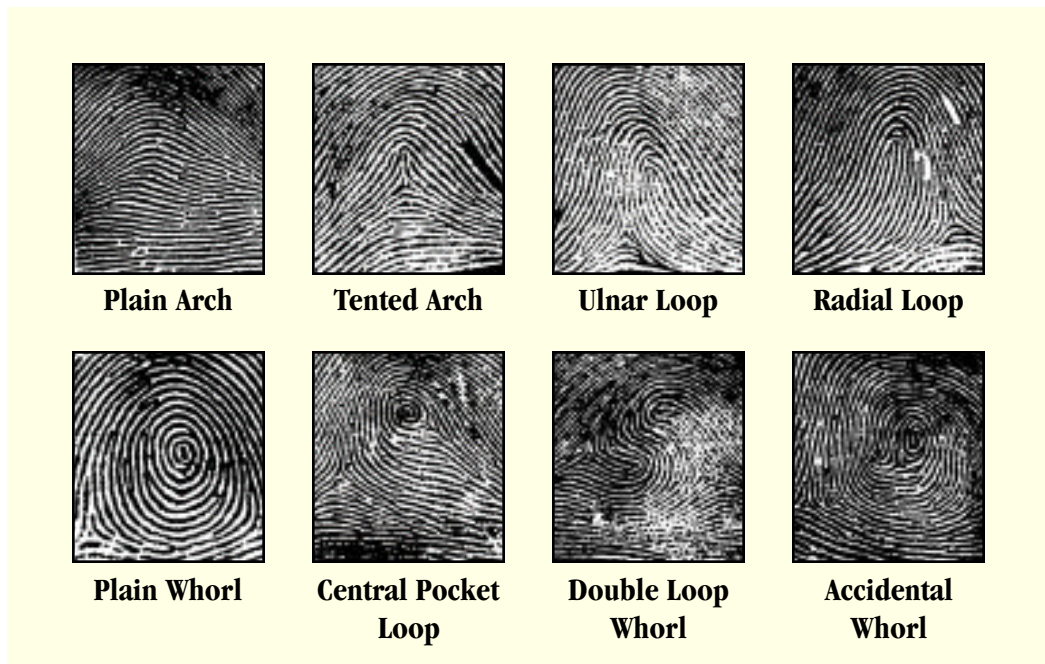 Plain Arch
Tented Arch
Ulnar Loop
Radial Loop
Plain Whorl
Central Pocket
Loop
Double Loop
Whorl
Accidental
Whorl